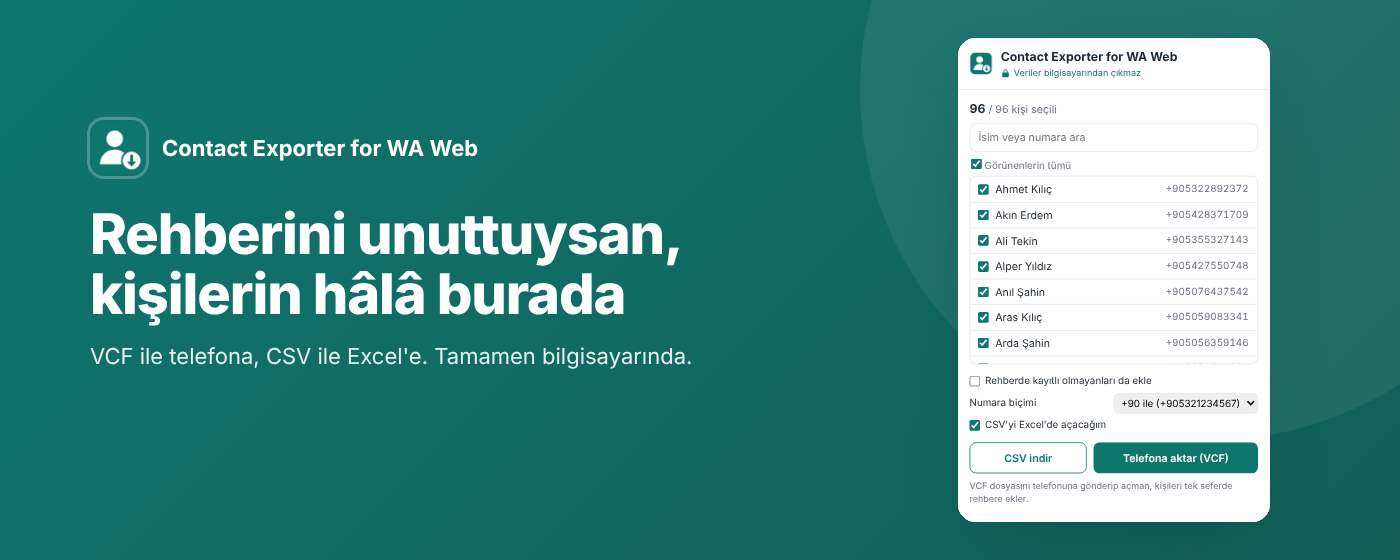 Contact Exporter for WA Web
Rehberini unuttuysan,
kişilerin hâlâ burada
VCF ile telefona, CSV ile Excel'e. Tamamen bilgisayarında.
Contact Exporter for WA Web
Veriler bilgisayarından çıkmaz
96 / 96 kişi seçili
İsim veya numara ara
Görünenlerin tümü
Ahmet Kılıç +905322892372
Akın Erdem +905428371709
Ali Tekin +905355327143
Alper Yıldız +905427550748
Anıl Şahin +905076437542
Aras Kılıç +905059083341
Arda Şahin +905056359146
Rehberde kayıtlı olmayanları da ekle
Numara biçimi +90 ile (+905321234567)
CSV'yi Excel'de açacağım
CSV indir Telefona aktar (VCF)
VCF dosyasını telefonuna gönderip açman, kişileri tek seferde
rehbere ekler.